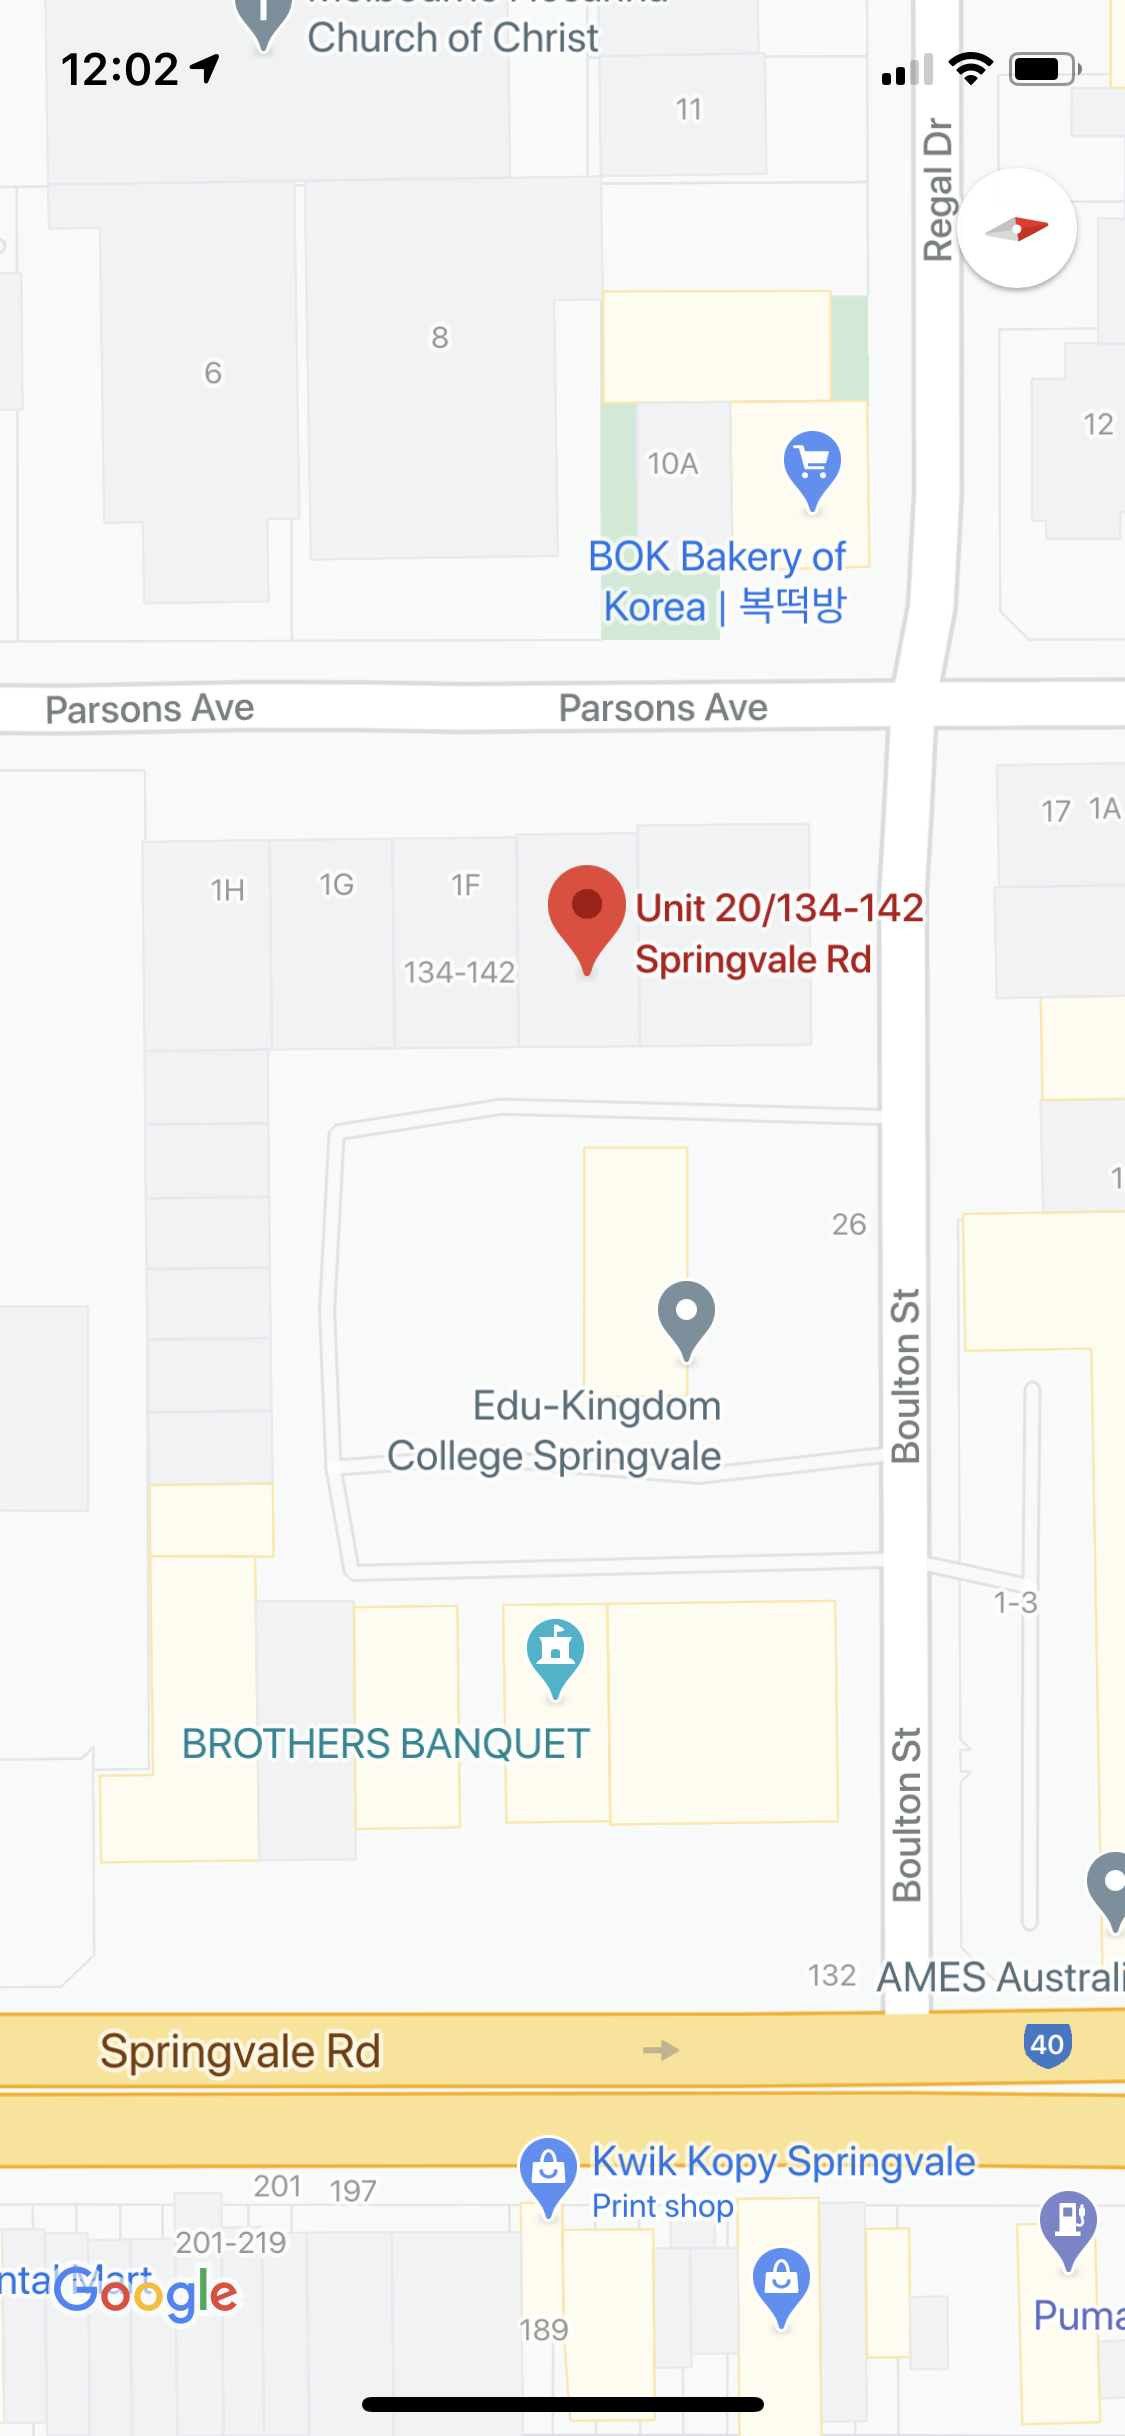 Church of Christ
12:02
11
Regal Dr
8
6
12
10A
BOK Bakery of
Korea | 복떡방
Parsons Ave
Parsons Ave
17
1A
1H
1G
1F
Unit 20/134-142
Springvale Rd
134-142
26
Boulton St
Edu-Kingdom
College Springvale
1-3
BROTHERS BANQUET
Boulton St
132
AMES Australi
Springvale Rd
40
Kwik Kopy Springvale
Print shop
201
197
201-219
Mart
Google
Puma
189